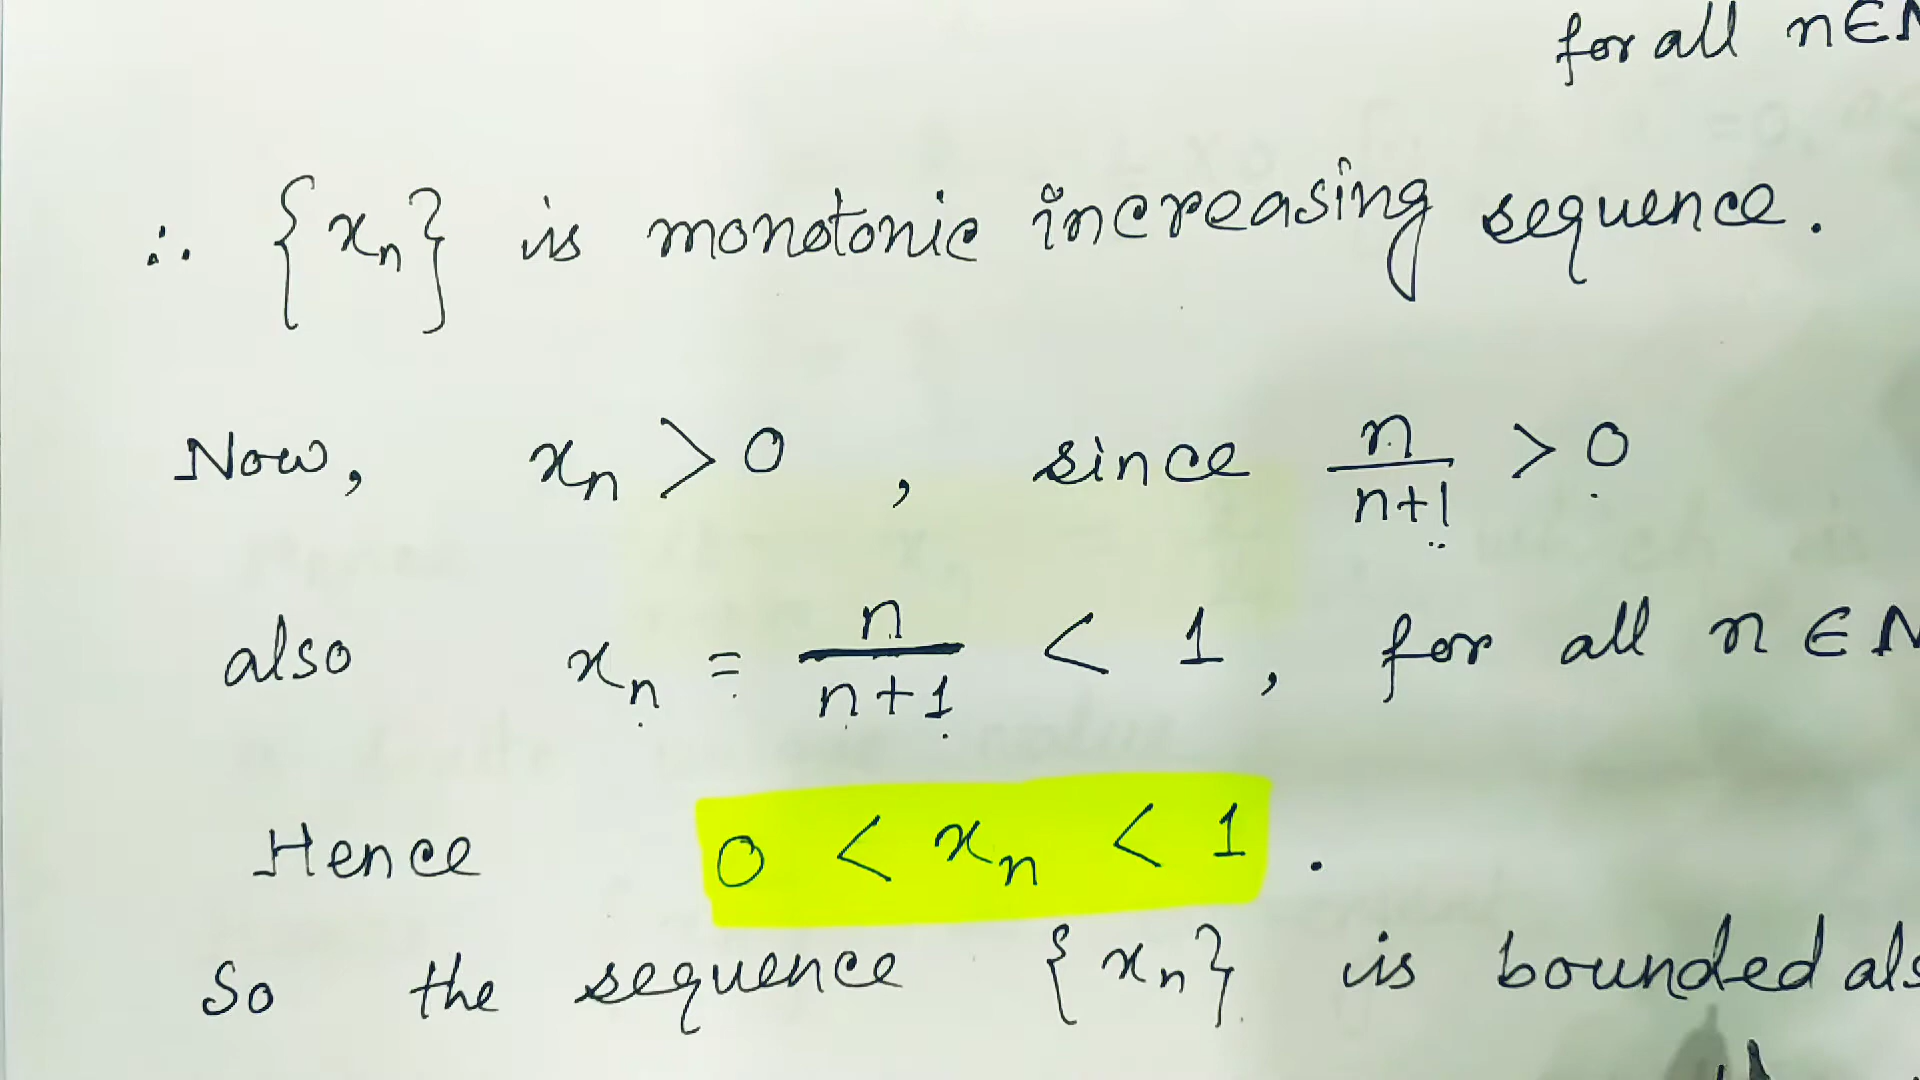 for all n∈N
∴ {xₙ} is monotonic increasing sequence.
Now, xₙ > 0 , since n/(n+1) > 0
also xₙ = n/(n+1) < 1 , for all n ∈ N
Hence 0 < xₙ < 1 .
So the sequence {xₙ} is bounded